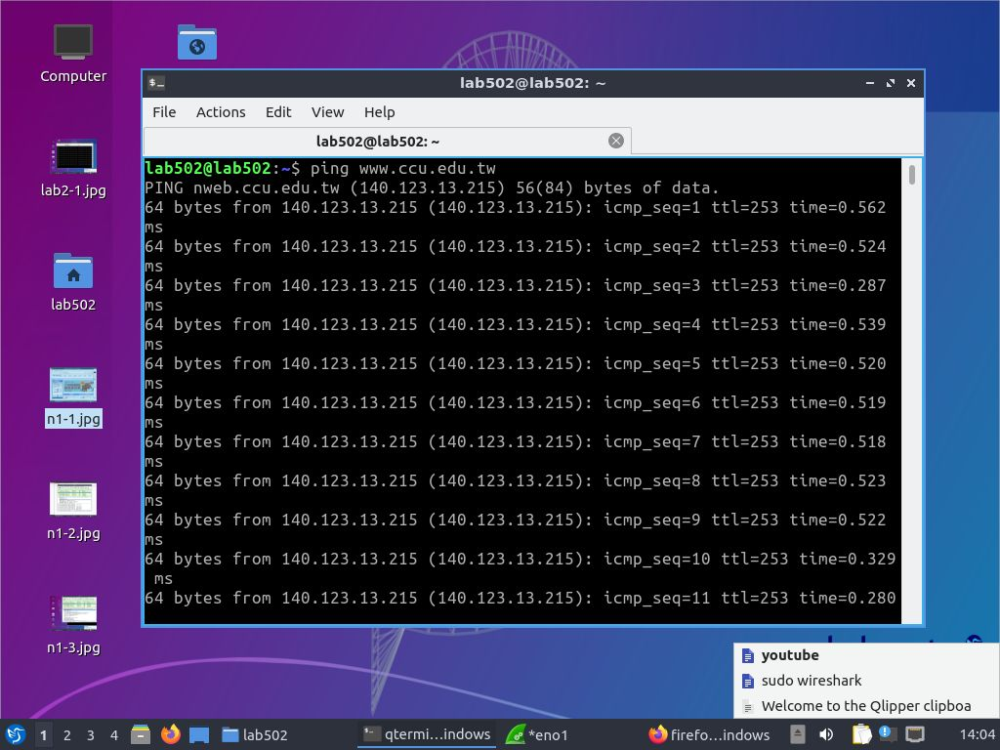 Computer
lab2-1.jpg
lab502
n1-1.jpg
n1-2.jpg
n1-3.jpg
lab502@lab502: ~
File Actions Edit View Help
lab502@lab502: ~
lab502@lab502:~$ ping www.ccu.edu.tw
PING nweb.ccu.edu.tw (140.123.13.215) 56(84) bytes of data.
64 bytes from 140.123.13.215 (140.123.13.215): icmp_seq=1 ttl=253 time=0.562
ms
64 bytes from 140.123.13.215 (140.123.13.215): icmp_seq=2 ttl=253 time=0.524
ms
64 bytes from 140.123.13.215 (140.123.13.215): icmp_seq=3 ttl=253 time=0.287
ms
64 bytes from 140.123.13.215 (140.123.13.215): icmp_seq=4 ttl=253 time=0.539
ms
64 bytes from 140.123.13.215 (140.123.13.215): icmp_seq=5 ttl=253 time=0.520
ms
64 bytes from 140.123.13.215 (140.123.13.215): icmp_seq=6 ttl=253 time=0.519
ms
64 bytes from 140.123.13.215 (140.123.13.215): icmp_seq=7 ttl=253 time=0.518
ms
64 bytes from 140.123.13.215 (140.123.13.215): icmp_seq=8 ttl=253 time=0.523
ms
64 bytes from 140.123.13.215 (140.123.13.215): icmp_seq=9 ttl=253 time=0.522
ms
64 bytes from 140.123.13.215 (140.123.13.215): icmp_seq=10 ttl=253 time=0.329
ms
64 bytes from 140.123.13.215 (140.123.13.215): icmp_seq=11 ttl=253 time=0.280
youtube
sudo wireshark
Welcome to the Qlipper clipboa
1 2 3 4 lab502 qtermi...indows *eno1 firefo...indows 14:04